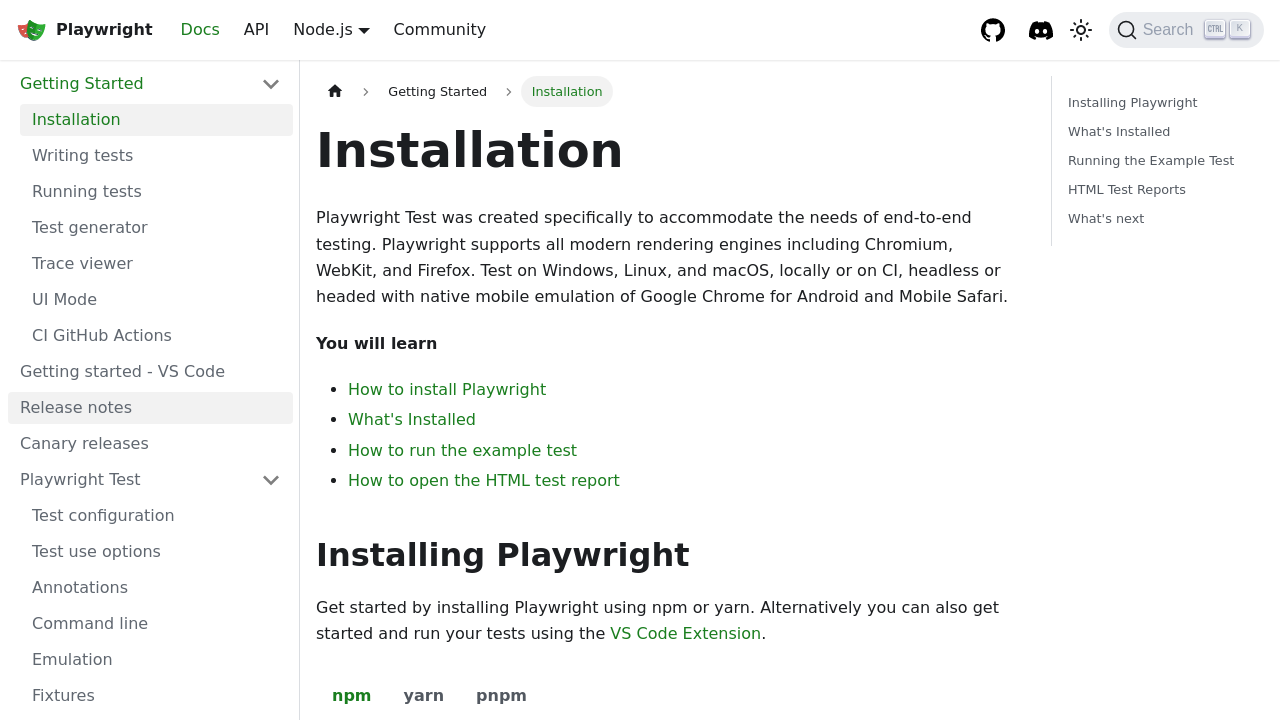 Playwright
Docs
API
Node.js
Community
Search
CTRL
K
Getting Started
Installation
Writing tests
Running tests
Test generator
Trace viewer
UI Mode
CI GitHub Actions
Getting started - VS Code
Release notes
Canary releases
Playwright Test
Test configuration
Test use options
Annotations
Command line
Emulation
Fixtures
Getting Started
Installation
Installation
Playwright Test was created specifically to accommodate the needs of end-to-end
testing. Playwright supports all modern rendering engines including Chromium,
WebKit, and Firefox. Test on Windows, Linux, and macOS, locally or on CI, headless or
headed with native mobile emulation of Google Chrome for Android and Mobile Safari.
You will learn
How to install Playwright
What's Installed
How to run the example test
How to open the HTML test report
Installing Playwright
Get started by installing Playwright using npm or yarn. Alternatively you can also get
started and run your tests using the VS Code Extension.
npm
yarn
pnpm
Installing Playwright
What's Installed
Running the Example Test
HTML Test Reports
What's next